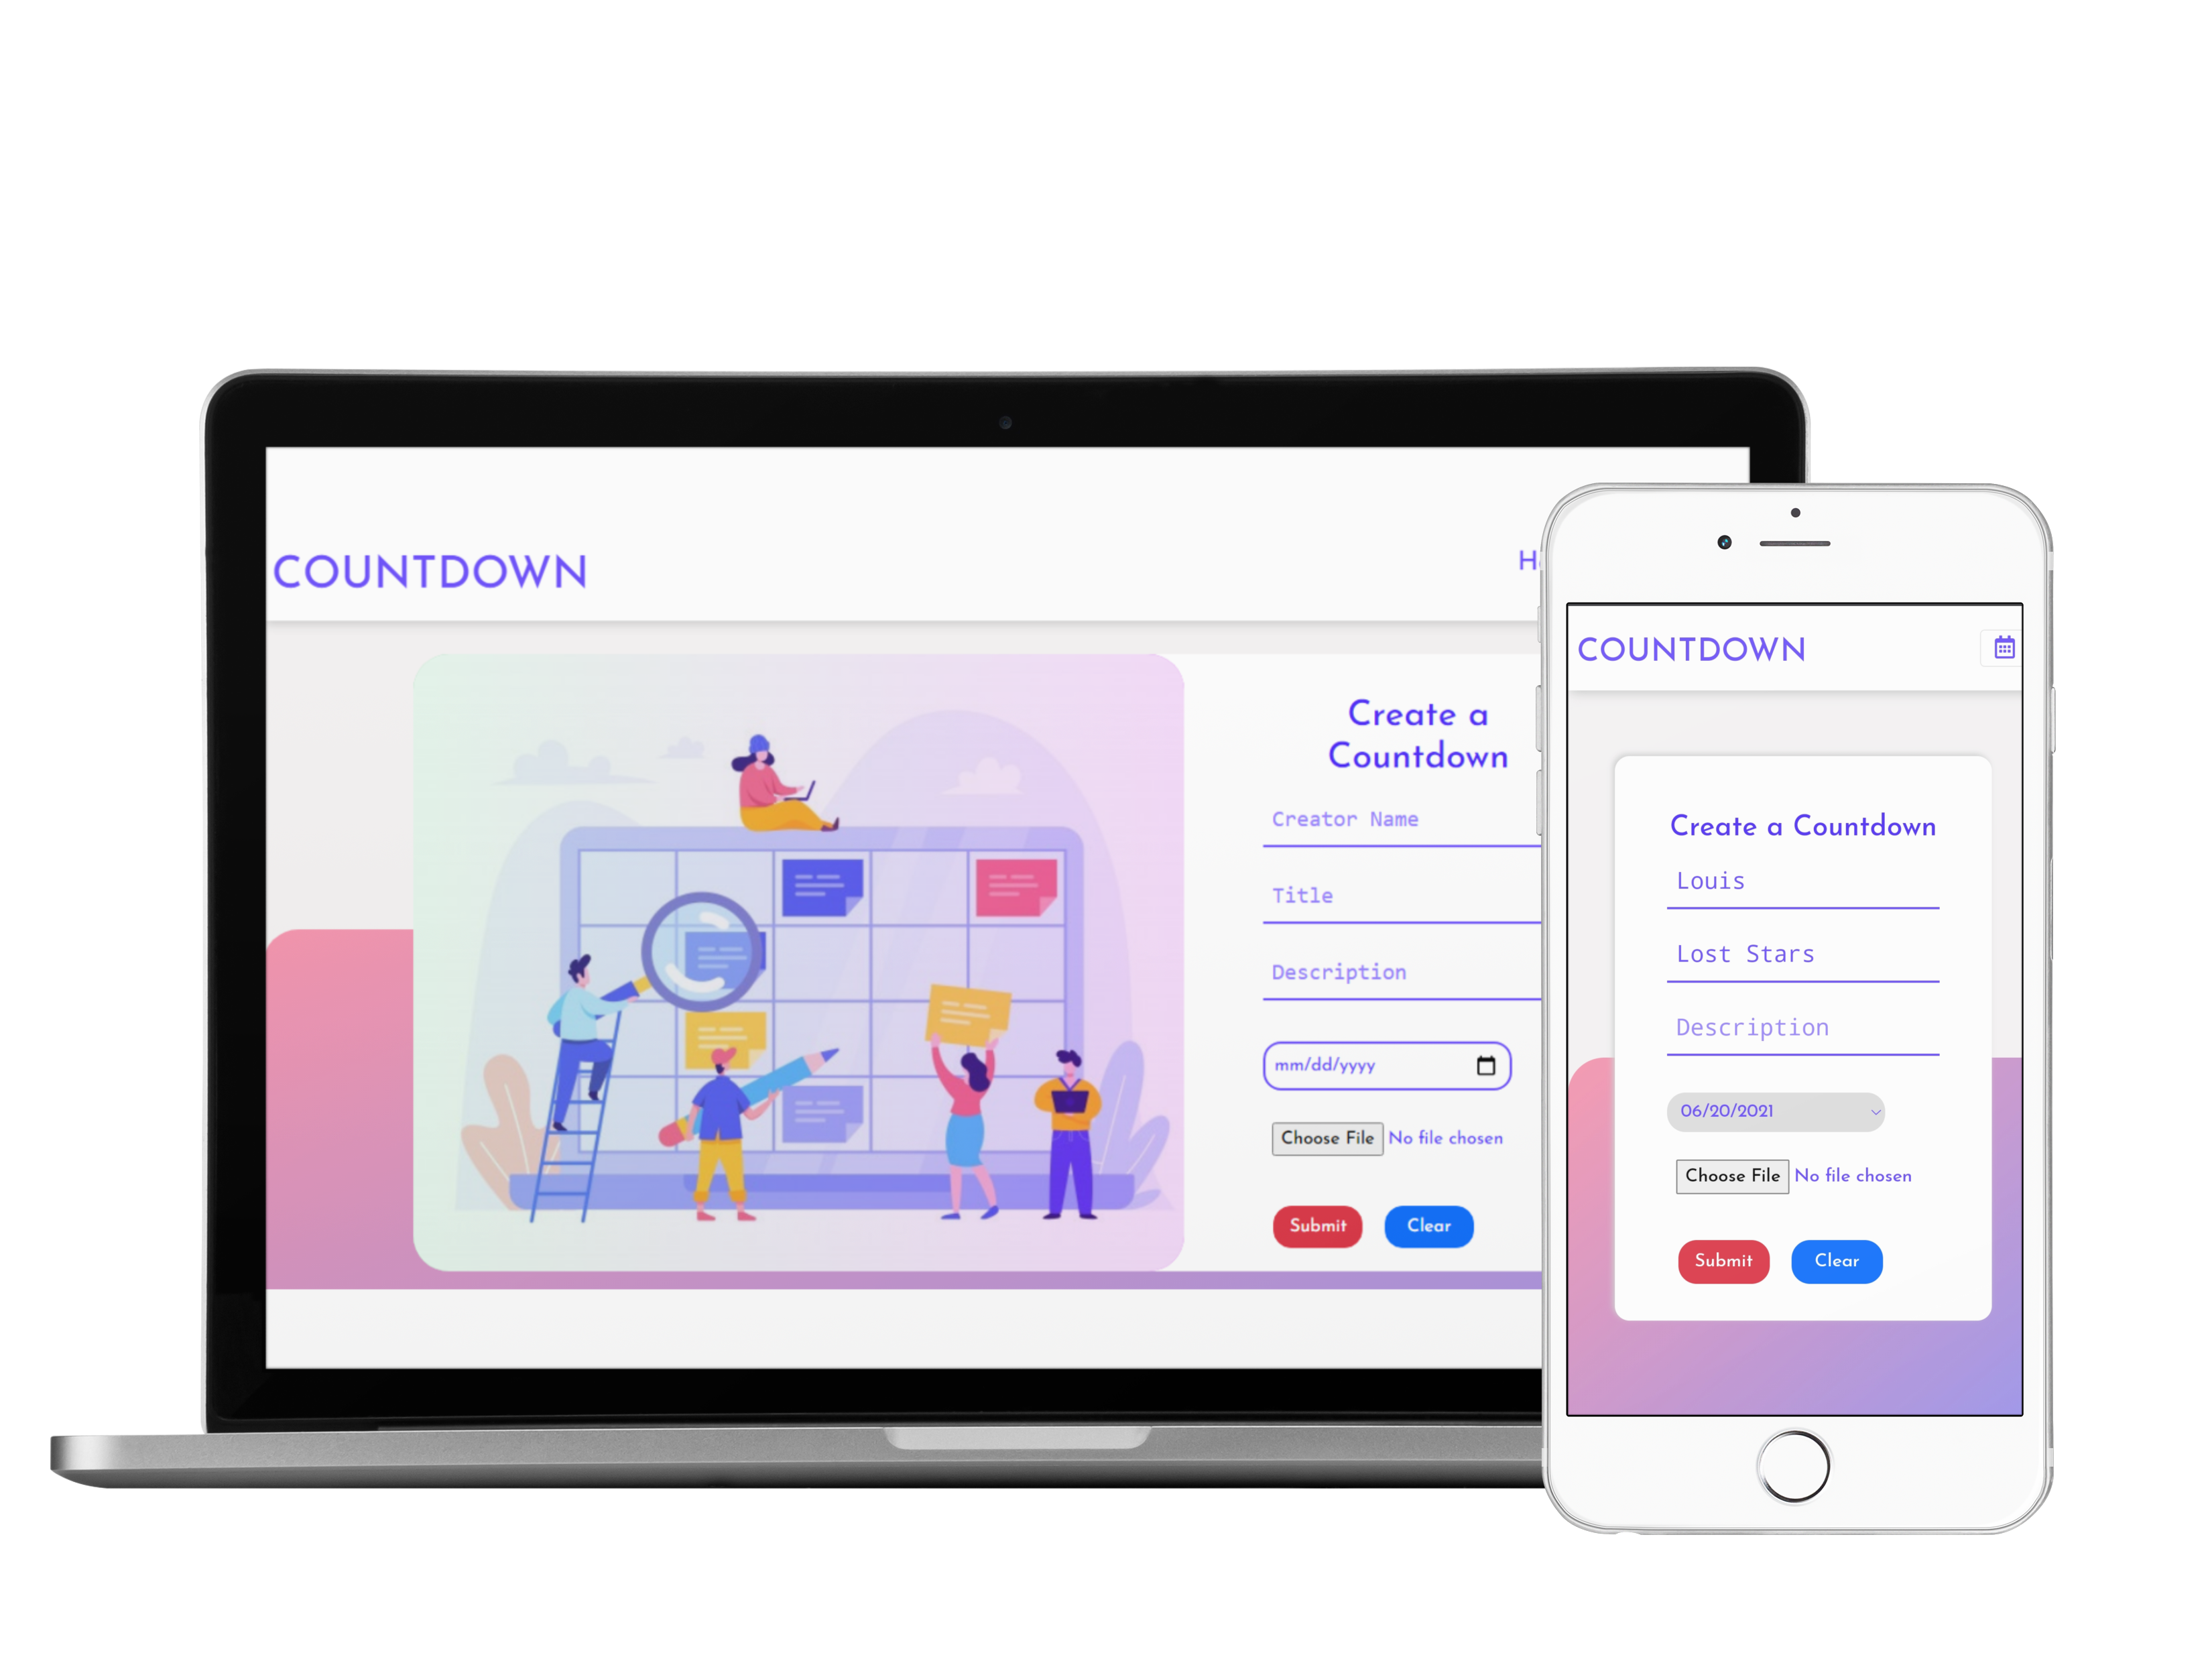 COUNTDOWN
Create a
Countdown
Creator Name
Title
Description
mm/dd/yyyy
Choose File No file chosen
Submit Clear
COUNTDOWN
Create a Countdown
Louis
Lost Stars
Description
06/20/2021
Choose File No file chosen
Submit Clear